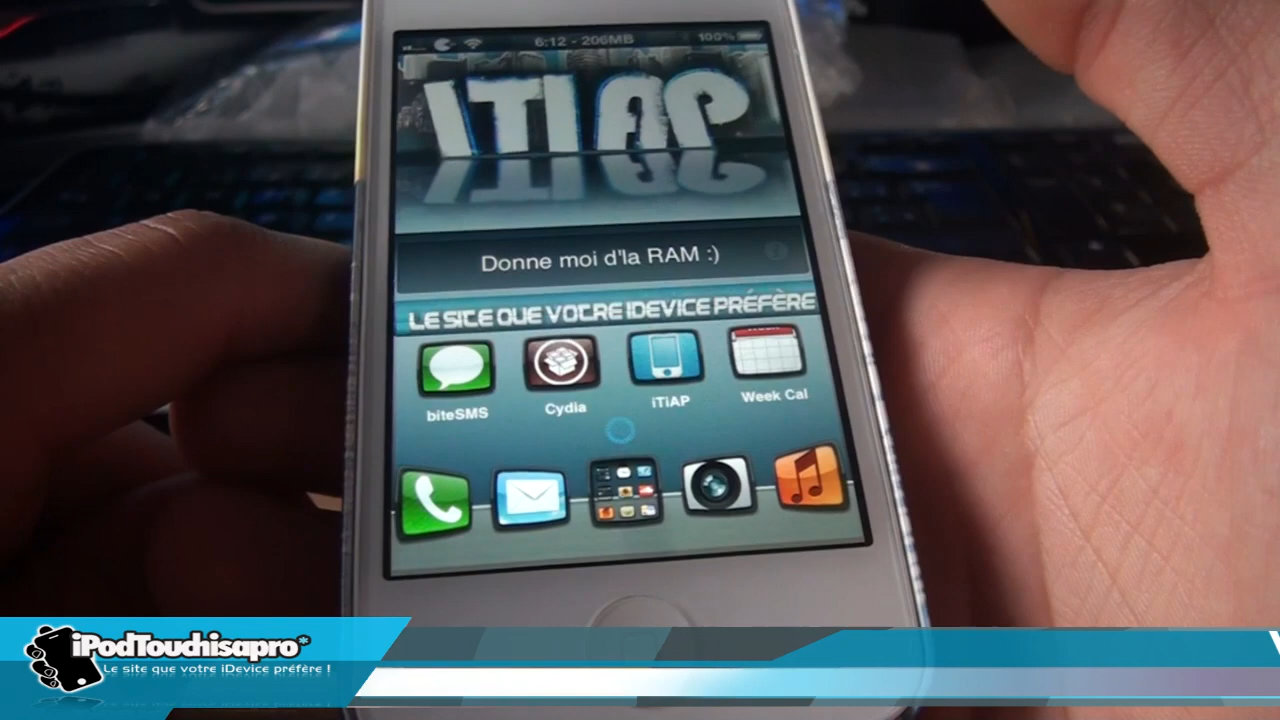 6:12 - 206MB
100%
iTiAP
Donne moi d'la RAM :)
LE SITE QUE VOTRE IDEVICE PRÉFÈRE
biteSMS
Cydia
iTiAP
Week Cal
iPodTouchisapro*
Le site que votre iDevice préfère !